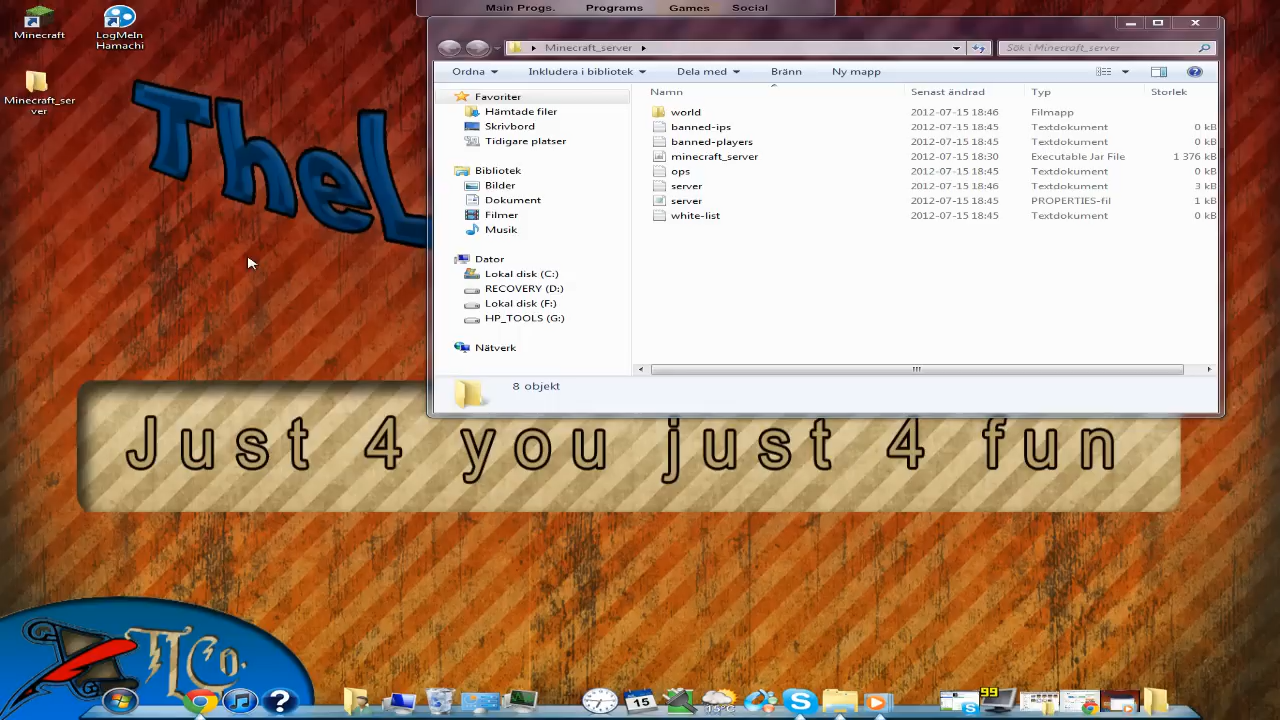 Main Progs. Programs Games Social
Minecraft
LogMeIn
Hamachi
Minecraft_ser
ver
TheL
Minecraft_server
Sök i Minecraft_server
Ordna Inkludera i bibliotek Dela med Bränn Ny mapp
Favoriter
Hämtade filer
Skrivbord
Tidigare platser
Bibliotek
Bilder
Dokument
Filmer
Musik
Dator
Lokal disk (C:)
RECOVERY (D:)
Lokal disk (F:)
HP_TOOLS (G:)
Nätverk
Namn Senast ändrad Typ Storlek
world 2012-07-15 18:46 Filmapp
banned-ips 2012-07-15 18:45 Textdokument 0 kB
banned-players 2012-07-15 18:45 Textdokument 0 kB
minecraft_server 2012-07-15 18:30 Executable Jar File 1 376 kB
ops 2012-07-15 18:45 Textdokument 0 kB
server 2012-07-15 18:46 Textdokument 3 kB
server 2012-07-15 18:45 PROPERTIES-fil 1 kB
white-list 2012-07-15 18:45 Textdokument 0 kB
8 objekt
Just 4 you just 4 fun
TLCo.
15
15°C
99